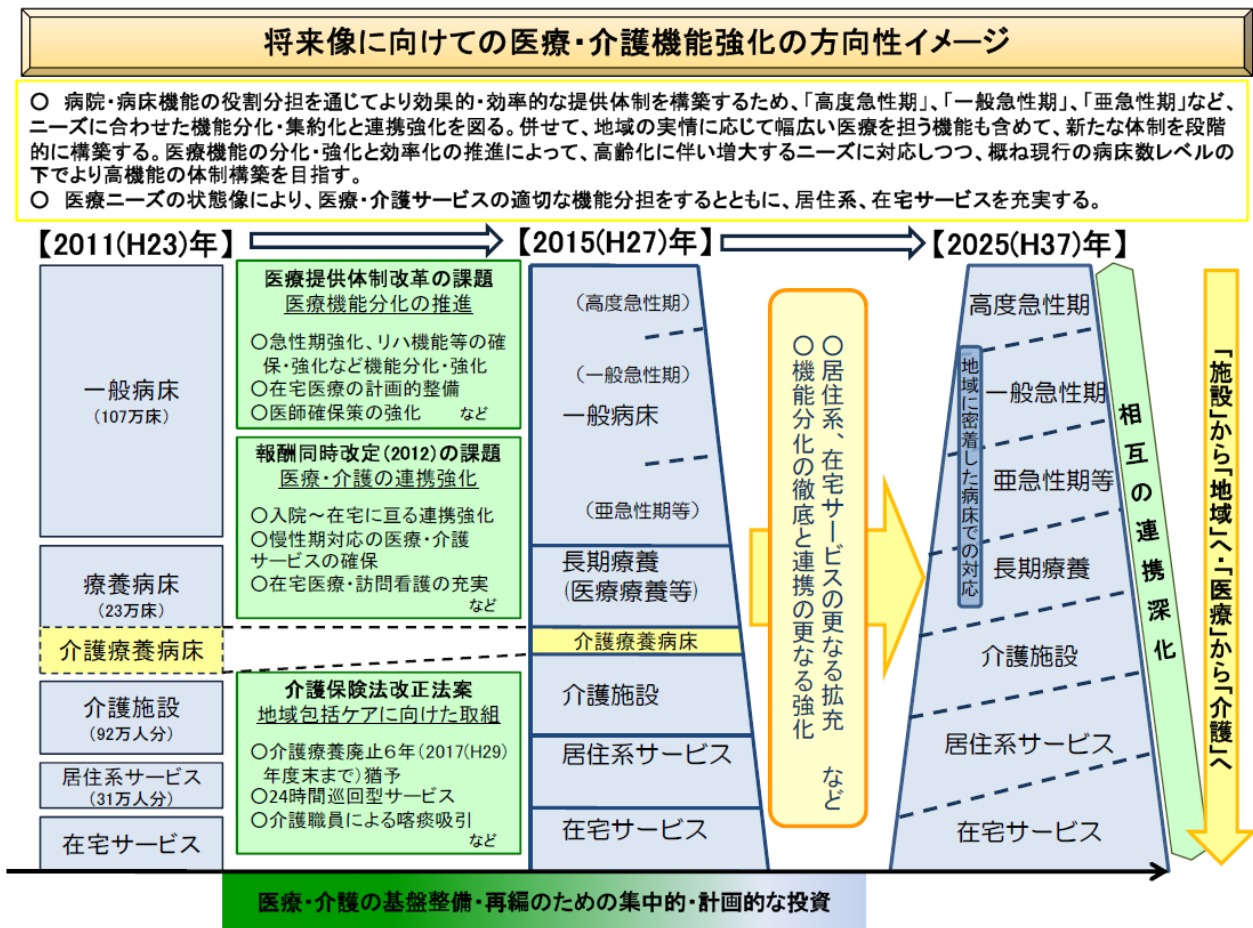 将来像に向けての医療・介護機能強化の方向性イメージ
○ 病院・病床機能の役割分担を通じてより効果的・効率的な提供体制を構築するため、「高度急性期」、「一般急性期」、「亜急性期」など、
ニーズに合わせた機能分化・集約化と連携強化を図る。併せて、地域の実情に応じて幅広い医療を担う機能も含めて、新たな体制を段階
的に構築する。医療機能の分化・強化と効率化の推進によって、高齢化に伴い増大するニーズに対応しつつ、概ね現行の病床数レベルの
下でより高機能の体制構築を目指す。
○ 医療ニーズの状態像により、医療・介護サービスの適切な機能分担をするとともに、居住系、在宅サービスを充実する。
【2011(H23)年】
一般病床
(107万床)
療養病床
(23万床)
介護療養病床
介護施設
(92万人分)
居住系サービス
(31万人分)
在宅サービス
医療提供体制改革の課題
医療機能分化の推進
○急性期強化、リハ機能等の確
保・強化など機能分化・強化
○在宅医療の計画的整備
○医師確保策の強化 など
報酬同時改定(2012)の課題
医療・介護の連携強化
○入院～在宅に亘る連携強化
○慢性期対応の医療・介護
サービスの確保
○在宅医療・訪問看護の充実
など
介護保険法改正法案
地域包括ケアに向けた取組
○介護療養廃止6年(2017(H29)
年度末まで)猶予
○24時間巡回型サービス
○介護職員による喀痰吸引
など
【2015(H27)年】
(高度急性期)
(一般急性期)
一般病床
(亜急性期等)
長期療養
(医療療養等)
介護療養病床
介護施設
居住系サービス
在宅サービス
○居住系、在宅サービスの更なる拡充 など
○機能分化の徹底と連携の更なる強化
【2025(H37)年】
高度急性期
一般急性期
亜急性期等
長期療養
介護施設
居住系サービス
在宅サービス
地域に密着した病床での対応
相互の連携深化
「施設」から「地域」へ・「医療」から「介護」へ
医療・介護の基盤整備・再編のための集中的・計画的な投資